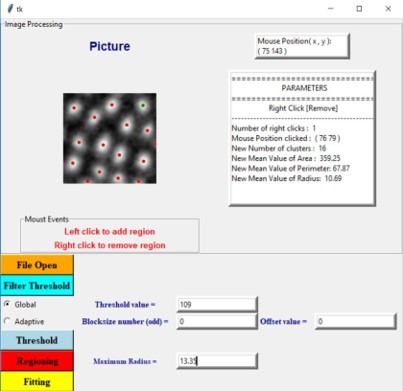 tk
Image Processing
Picture
Mouse Position( x , y ):
( 75 143 )
==============================
PARAMETERS
==============================
Right Click [Remove]
------------------------------
Number of right clicks : 1
Mouse Position clicked : ( 76 79 )
New Number of clusters : 16
New Mean Value of Area : 359.25
New Mean Value of Perimeter: 67.87
New Mean Value of Radius: 10.69
Moust Events
Left click to add region
Right click to remove region
File Open
Filter Threshold
Global
Threshold value =
109
Adaptive
Blocksize number (odd) =
0
Offset value =
0
Threshold
Regioning
Maximum Radius =
13.35
Fitting